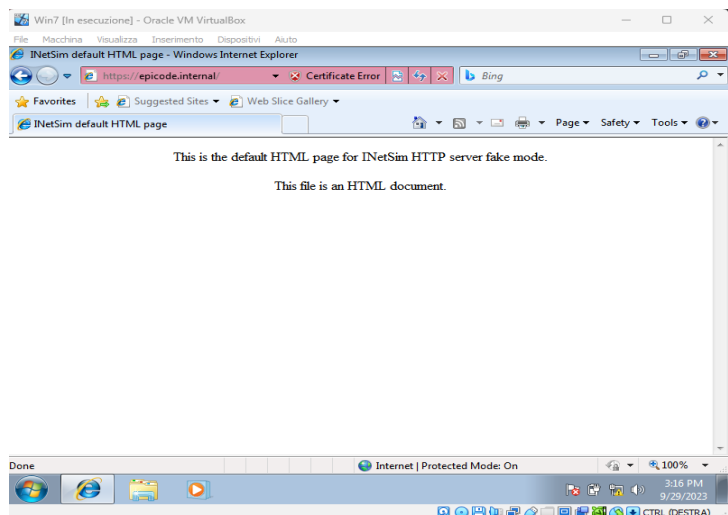 Win7 [In esecuzione] - Oracle VM VirtualBox
File Macchina Visualizza Inserimento Dispositivi Aiuto
INetSim default HTML page - Windows Internet Explorer
https://epicode.internal/ Certificate Error Bing
Favorites Suggested Sites Web Slice Gallery
INetSim default HTML page Page Safety Tools
This is the default HTML page for INetSim HTTP server fake mode.
This file is an HTML document.
Done Internet | Protected Mode: On 100%
3:16 PM
9/29/2023
CTRL (DESTRA)